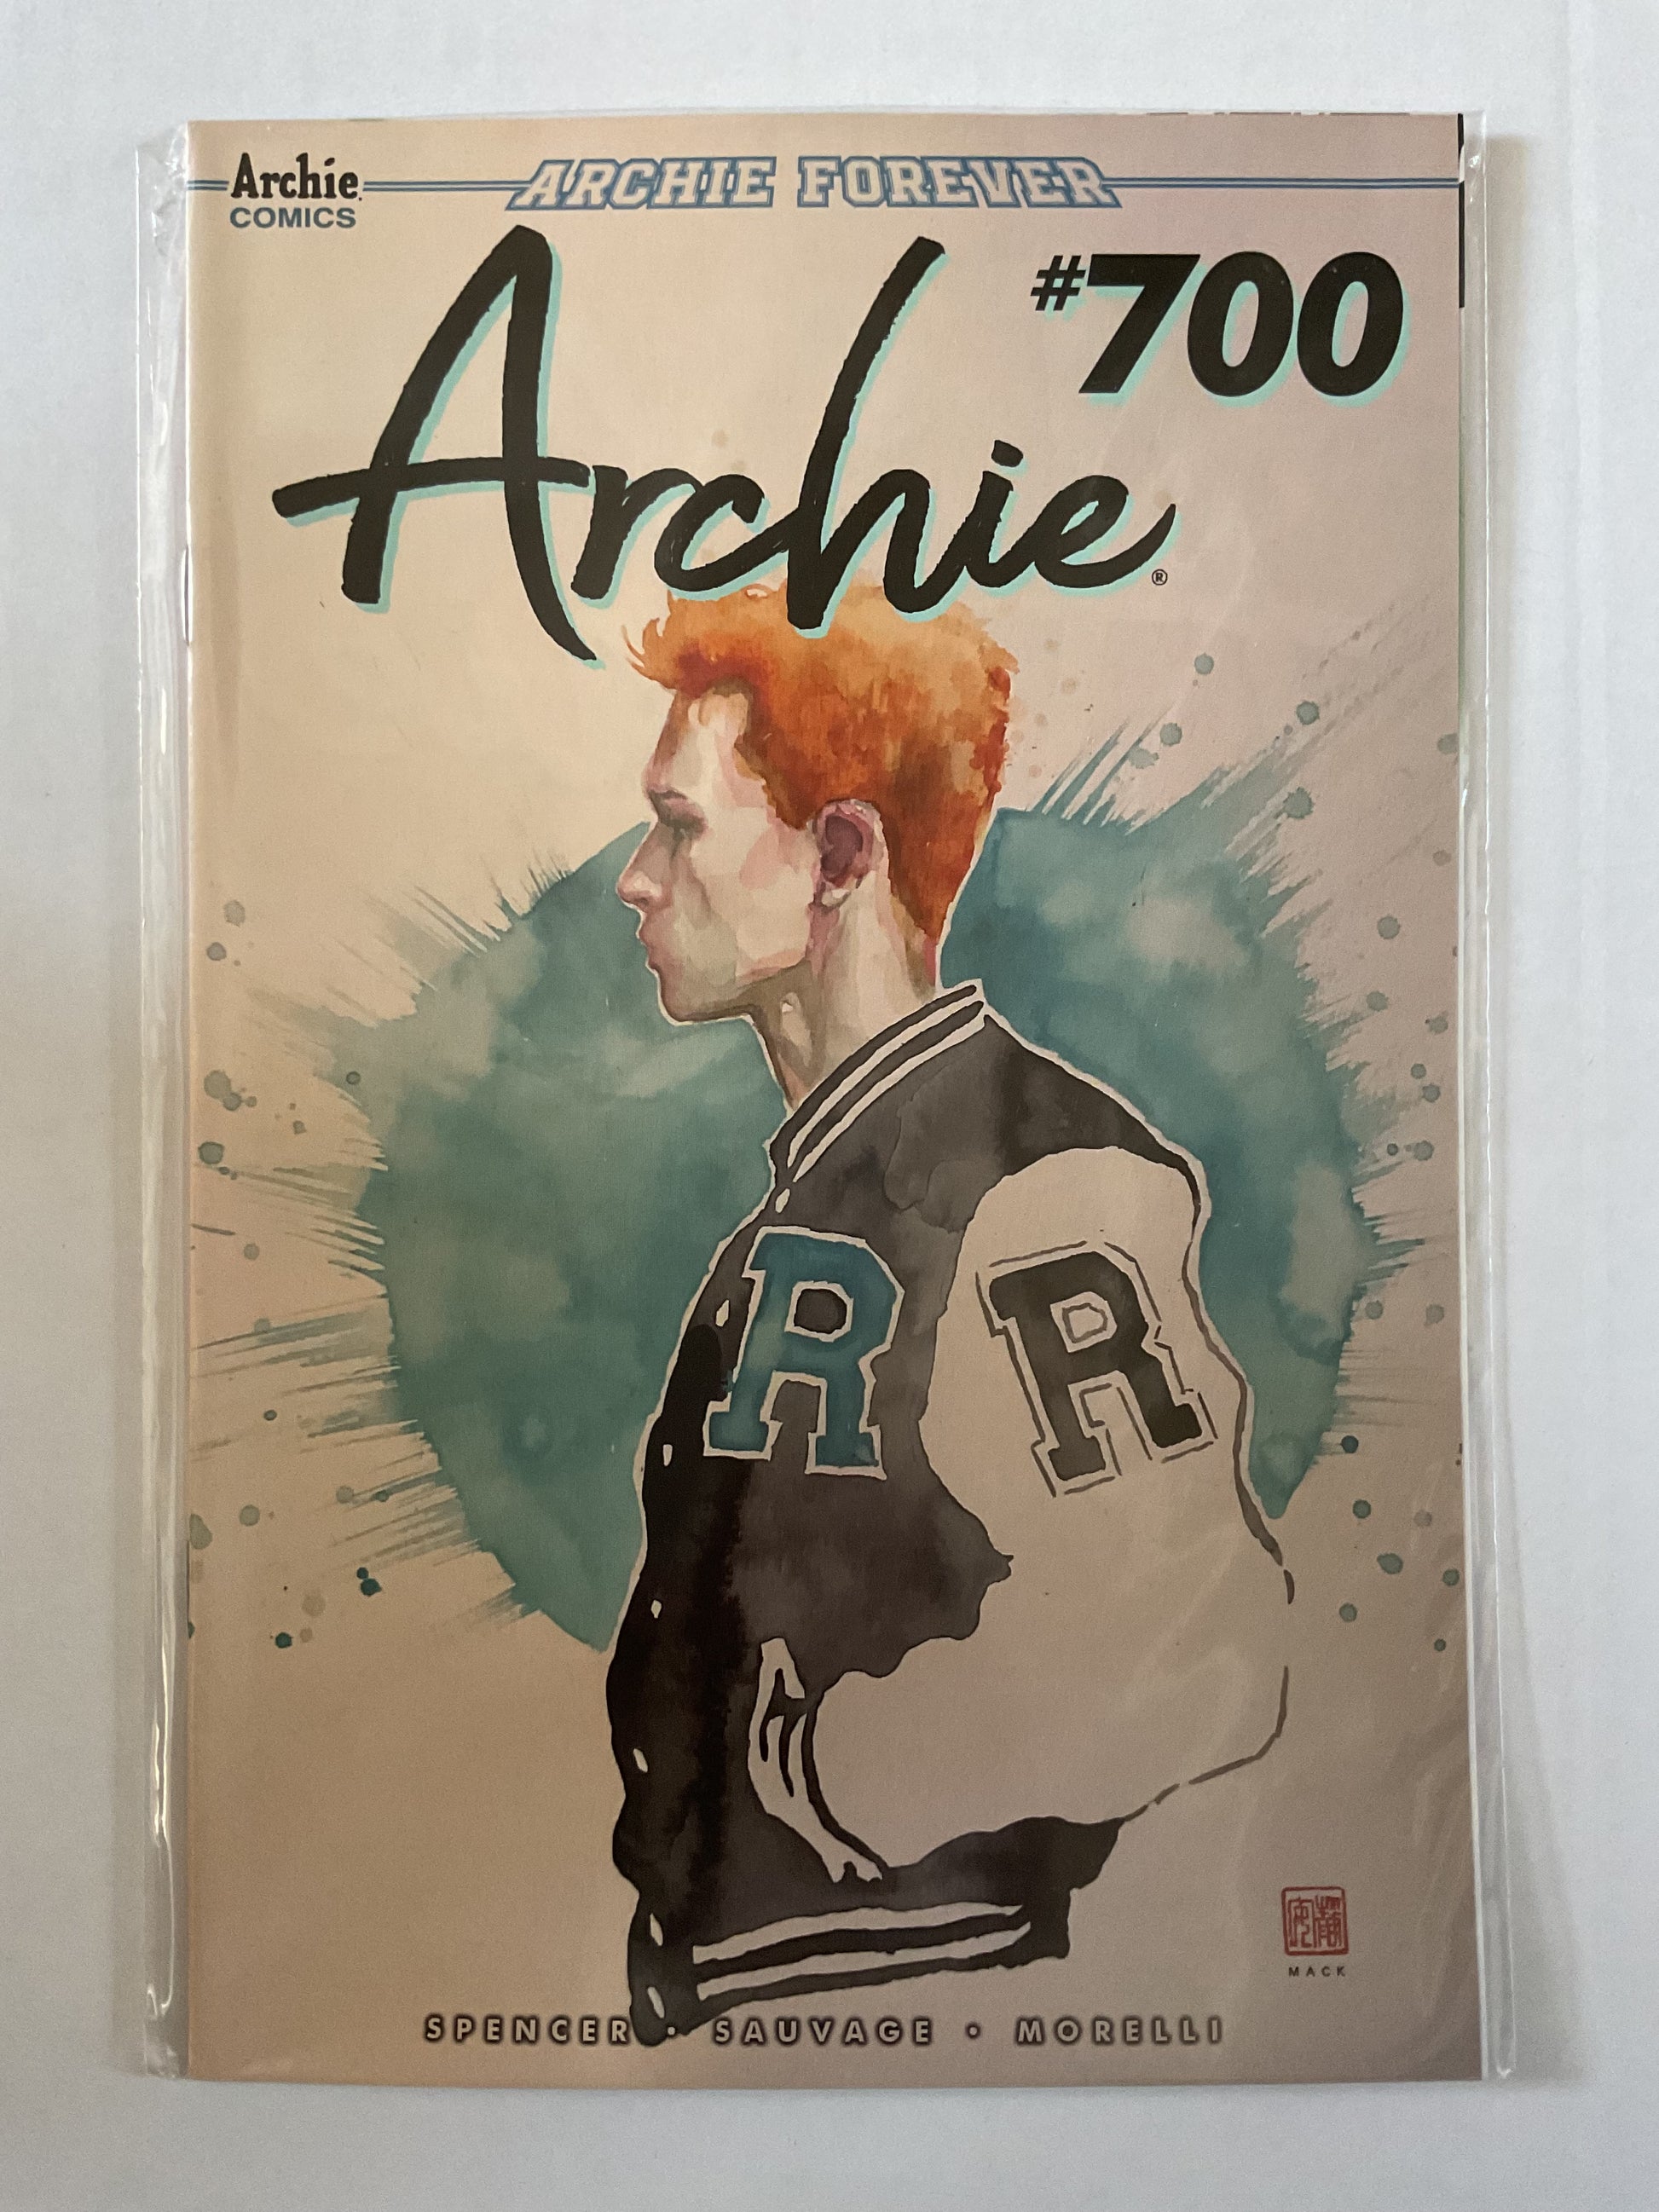 Archie
COMICS
ARCHIE FOREVER
#700
Archie®
R R
MACK
SPENCER • SAUVAGE • MORELLI